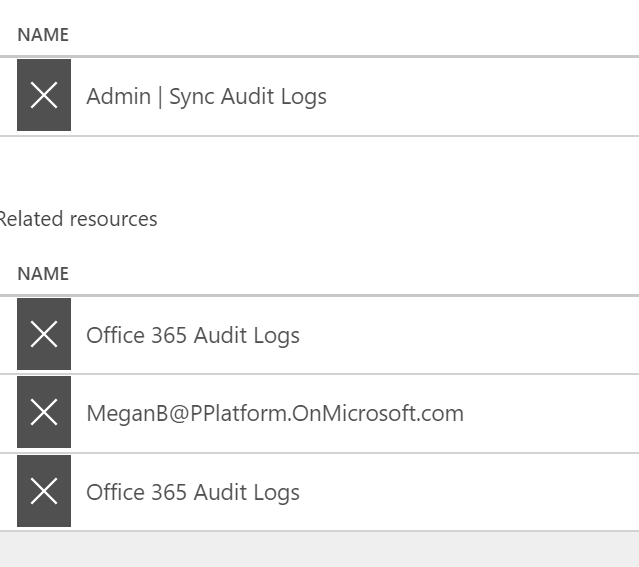 NAME
Admin | Sync Audit Logs
Related resources
NAME
Office 365 Audit Logs
MeganB@PPlatform.OnMicrosoft.com
Office 365 Audit Logs